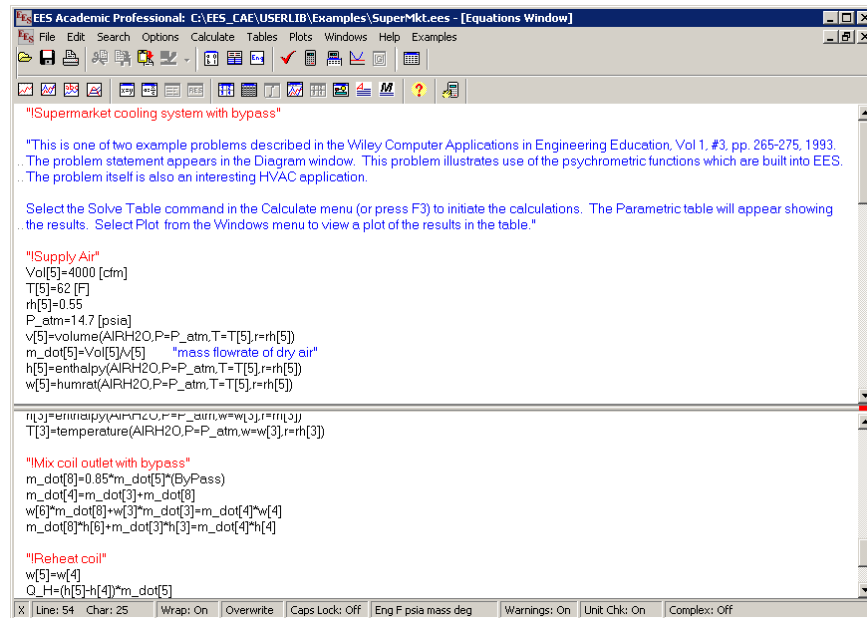 EES Academic Professional: C:\EES_CAE\USERLIB\Examples\SuperMkt.ees - [Equations Window]
File Edit Search Options Calculate Tables Plots Windows Help Examples
"!Supermarket cooling system with bypass"
"This is one of two example problems described in the Wiley Computer Applications in Engineering Education, Vol 1, #3, pp. 265-275, 1993.
The problem statement appears in the Diagram window. This problem illustrates use of the psychrometric functions which are built into EES.
The problem itself is also an interesting HVAC application.
Select the Solve Table command in the Calculate menu (or press F3) to initiate the calculations. The Parametric table will appear showing
the results. Select Plot from the Windows menu to view a plot of the results in the table."
"!Supply Air"
Vol[5]=4000 [cfm]
T[5]=62 [F]
rh[5]=0.55
P_atm=14.7 [psia]
v[5]=volume(AIRH2O,P=P_atm,T=T[5],r=rh[5])
m_dot[5]=Vol[5]/v[5] "mass flowrate of dry air"
h[5]=enthalpy(AIRH2O,P=P_atm,T=T[5],r=rh[5])
w[5]=humrat(AIRH2O,P=P_atm,T=T[5],r=rh[5])
h[3]=enthalpy(AIRH2O,P=P_atm,w=w[3],r=rh[3])
T[3]=temperature(AIRH2O,P=P_atm,w=w[3],r=rh[3])
"!Mix coil outlet with bypass"
m_dot[8]=0.85*m_dot[5]*(ByPass)
m_dot[4]=m_dot[3]+m_dot[8]
w[6]*m_dot[8]+w[3]*m_dot[3]=m_dot[4]*w[4]
m_dot[8]*h[6]+m_dot[3]*h[3]=m_dot[4]*h[4]
"!Reheat coil"
w[5]=w[4]
Q_H=(h[5]-h[4])*m_dot[5]
X Line: 54 Char: 25 Wrap: On Overwrite Caps Lock: Off Eng F psia mass deg Warnings: On Unit Chk: On Complex: Off